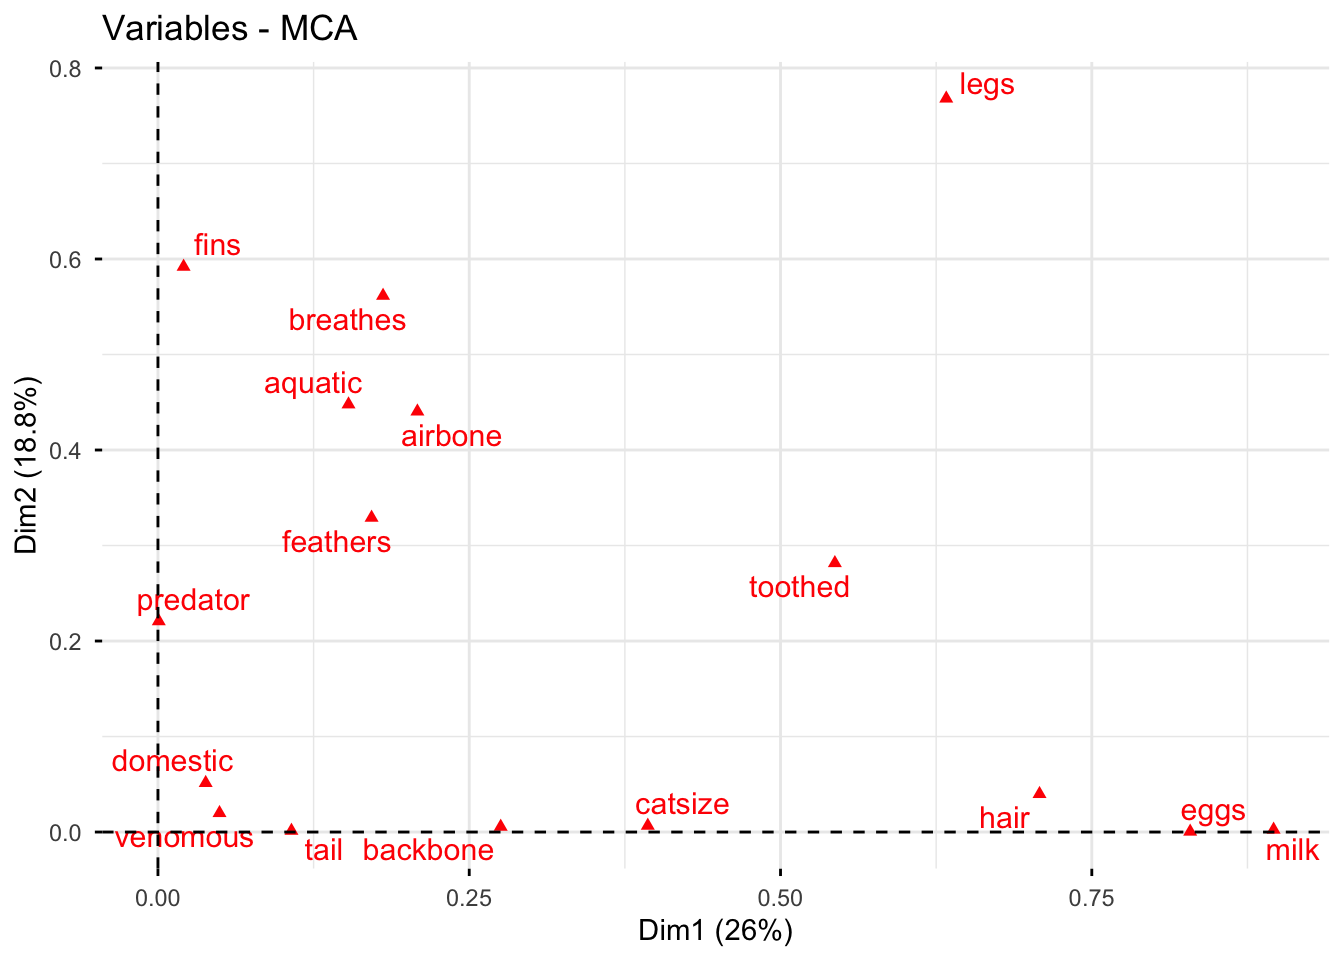 Variables - MCA
0.8
legs
fins
0.6
breathes
aquatic
airbone
0.4
feathers
toothed
predator
0.2
domestic
catsize
eggs
hair
0.0
venomous
tail
backbone
milk
0.00
0.25
0.50
0.75
Dim1 (26%)
Dim2 (18.8%)